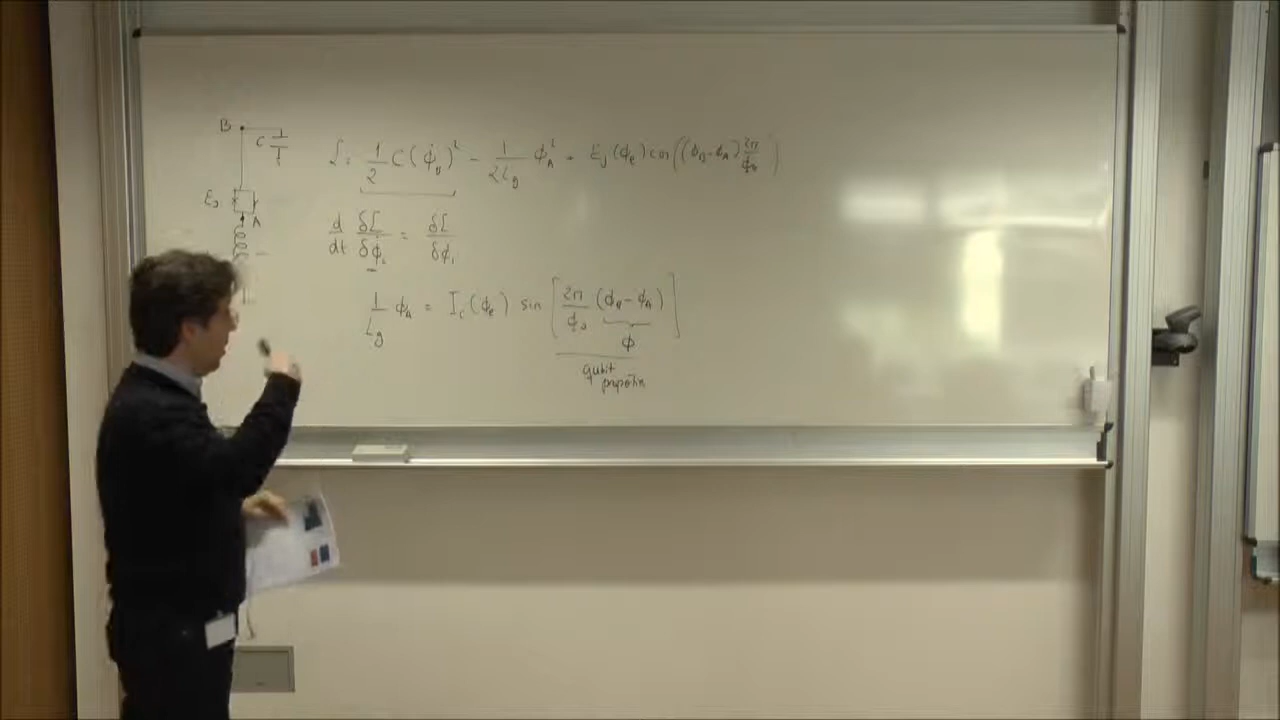 B
C
E_J
A
L = 1/2 C (φ̇_B)² - 1/2L_g φ_A² + E_J (φ_e) cos((φ_B - φ_A) 2π/φ_0)
d/dt δL/δφ̇_i = δL/δφ_i
1/L_g φ_A = I_c (φ_e) sin [2π/φ_0 (φ_B - φ_A)]
φ
qubit